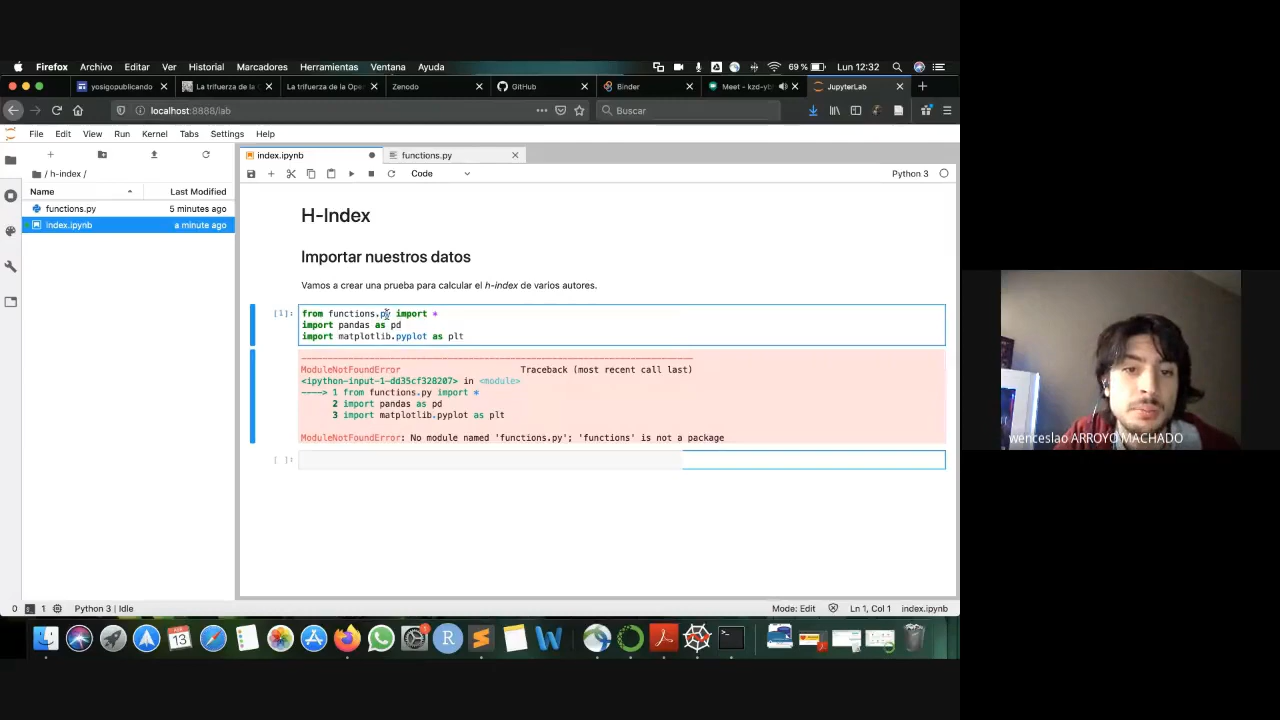 Firefox Archivo Editar Ver Historial Marcadores Herramientas Ventana Ayuda 69 % Lun 12:32
yosigopublicando La trifuerza de la La trifuerza de la Ope Zenodo GitHub Binder Meet - kzd-yt JupyterLab
localhost:8888/lab Buscar
File Edit View Run Kernel Tabs Settings Help
index.ipynb functions.py
/ h-index / Code Python 3
Name Last Modified
functions.py 5 minutes ago
index.ipynb a minute ago
H-Index
Importar nuestros datos
Vamos a crear una prueba para calcular el h-index de varios autores.
[1]: from functions.py import *
import pandas as pd
import matplotlib.pyplot as plt
---------------------------------------------------------------------------
ModuleNotFoundError Traceback (most recent call last)
<ipython-input-1-dd35cf328207> in <module>
----> 1 from functions.py import *
2 import pandas as pd
3 import matplotlib.pyplot as plt
ModuleNotFoundError: No module named 'functions.py'; 'functions' is not a package
[ ]:
wenceslao ARROYO MACHADO
0 1 Python 3 | Idle Mode: Edit Ln 1, Col 1 index.ipynb